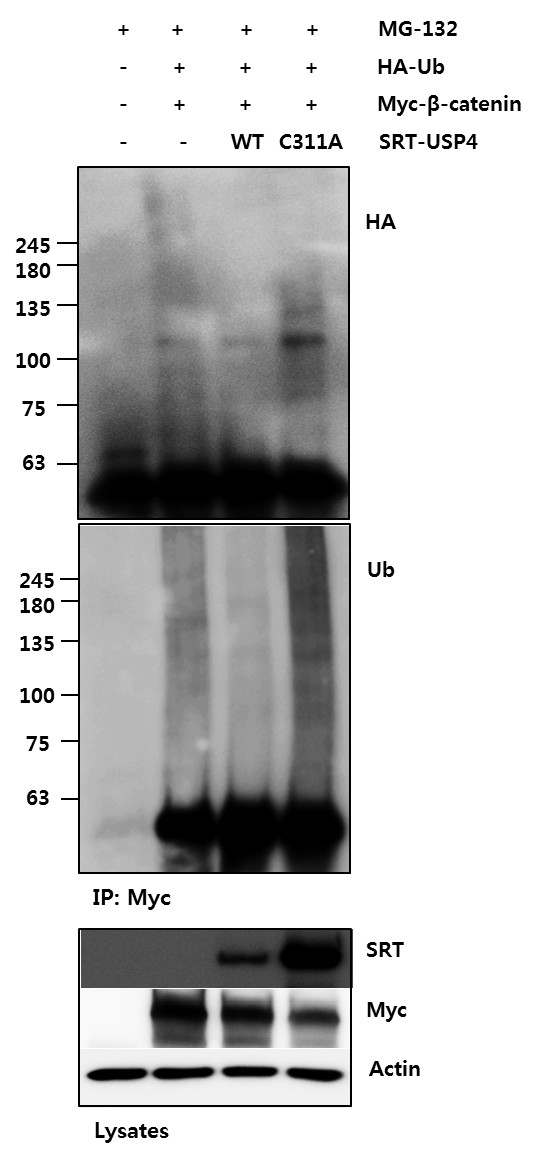 + + + + MG-132
- + + + HA-Ub
- + + + Myc-β-catenin
- - WT C311A SRT-USP4
HA
245
180
135
100
75
63
Ub
245
180
135
100
75
63
IP: Myc
SRT
Myc
Actin
Lysates